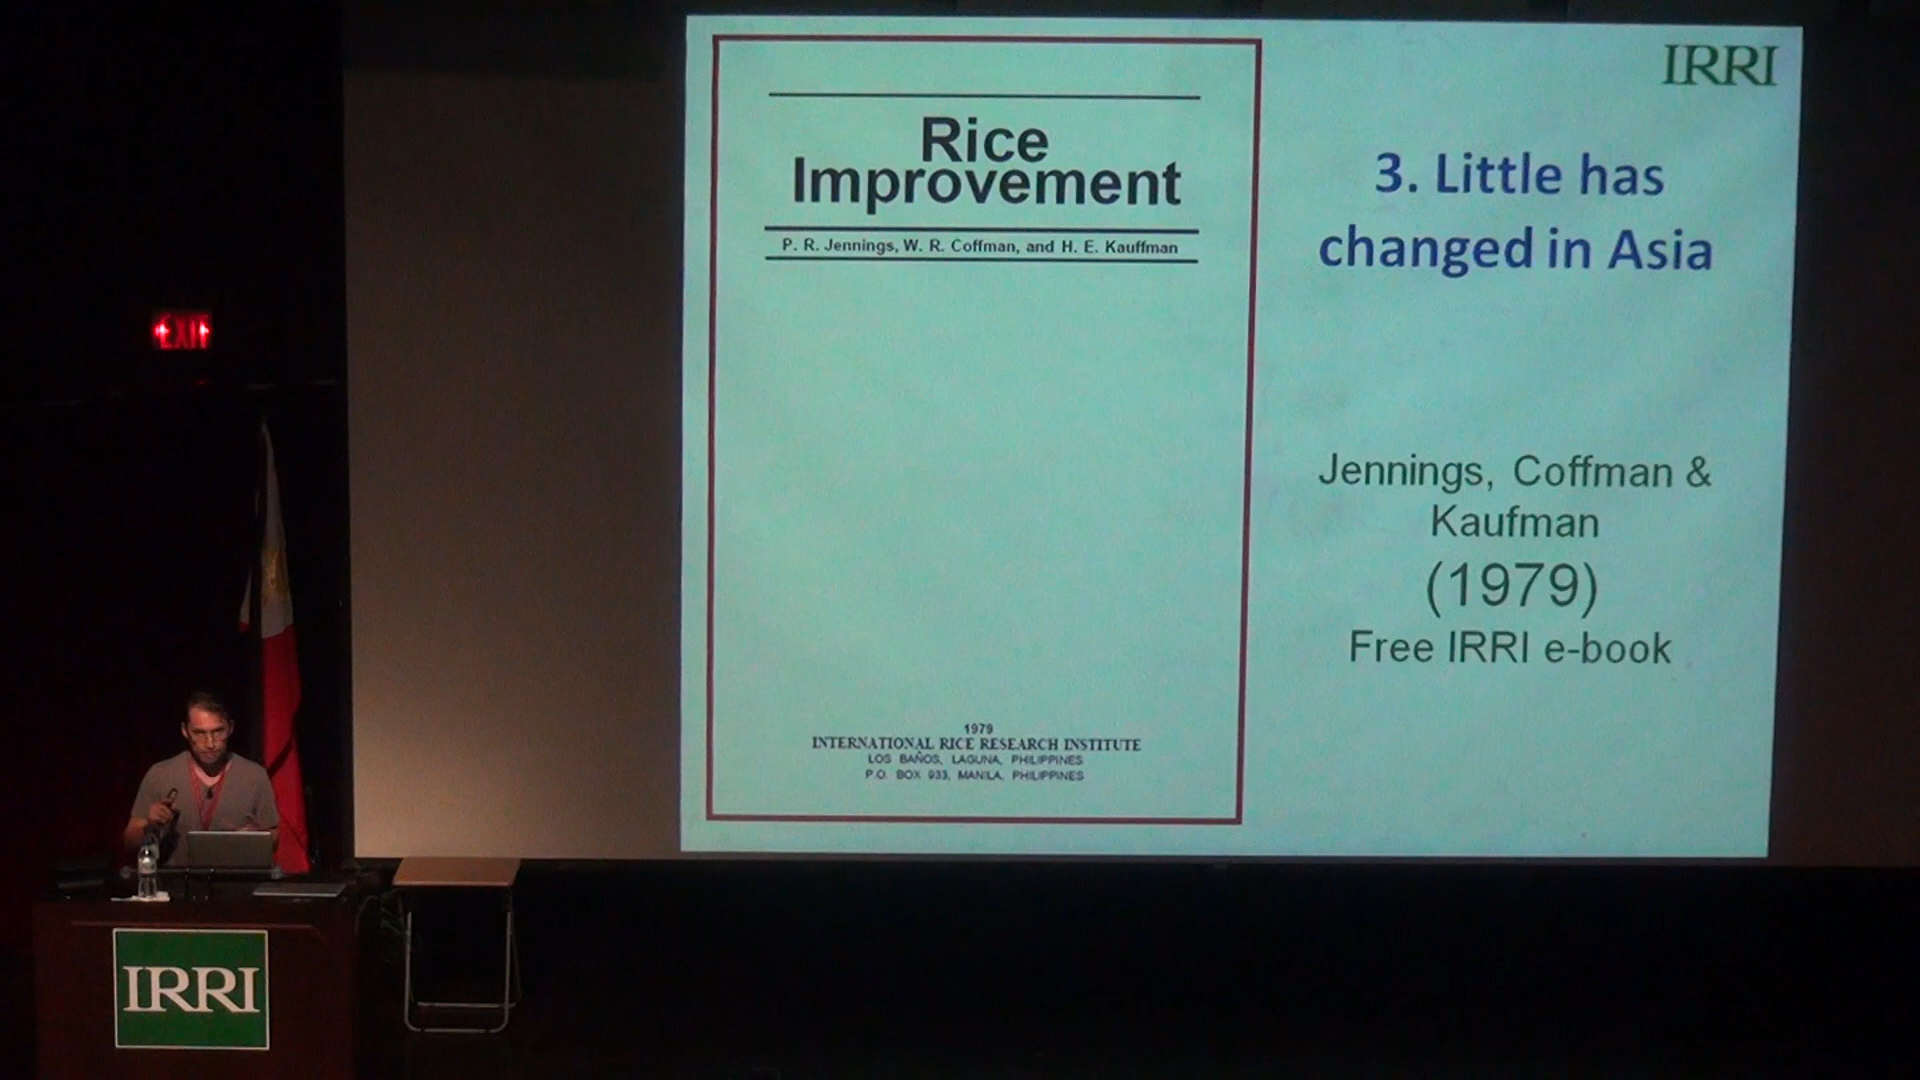 IRRI
Rice
Improvement
P. R. Jennings, W. R. Coffman, and H. E. Kauffman
1979
INTERNATIONAL RICE RESEARCH INSTITUTE
LOS BAÑOS, LAGUNA, PHILIPPINES
P.O. BOX 933, MANILA, PHILIPPINES
3. Little has
changed in Asia
Jennings, Coffman &
Kaufman
(1979)
Free IRRI e-book
EXIT
IRRI